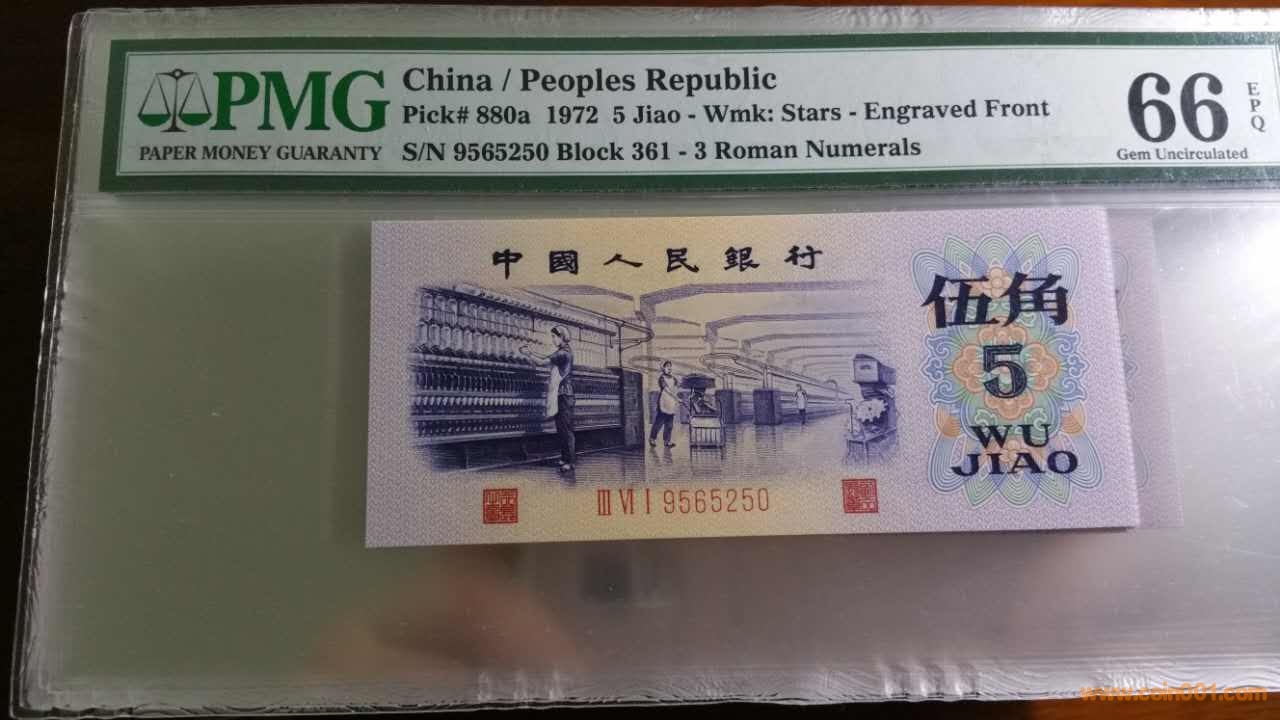 PMG
PAPER MONEY GUARANTY
China / Peoples Republic
Pick# 880a 1972 5 Jiao - Wmk: Stars - Engraved Front
S/N 9565250 Block 361 - 3 Roman Numerals
66
EPQ
Gem Uncirculated
中國人民銀行
伍角
5
WU
JIAO
III VI I 9565250
www.coin001.com